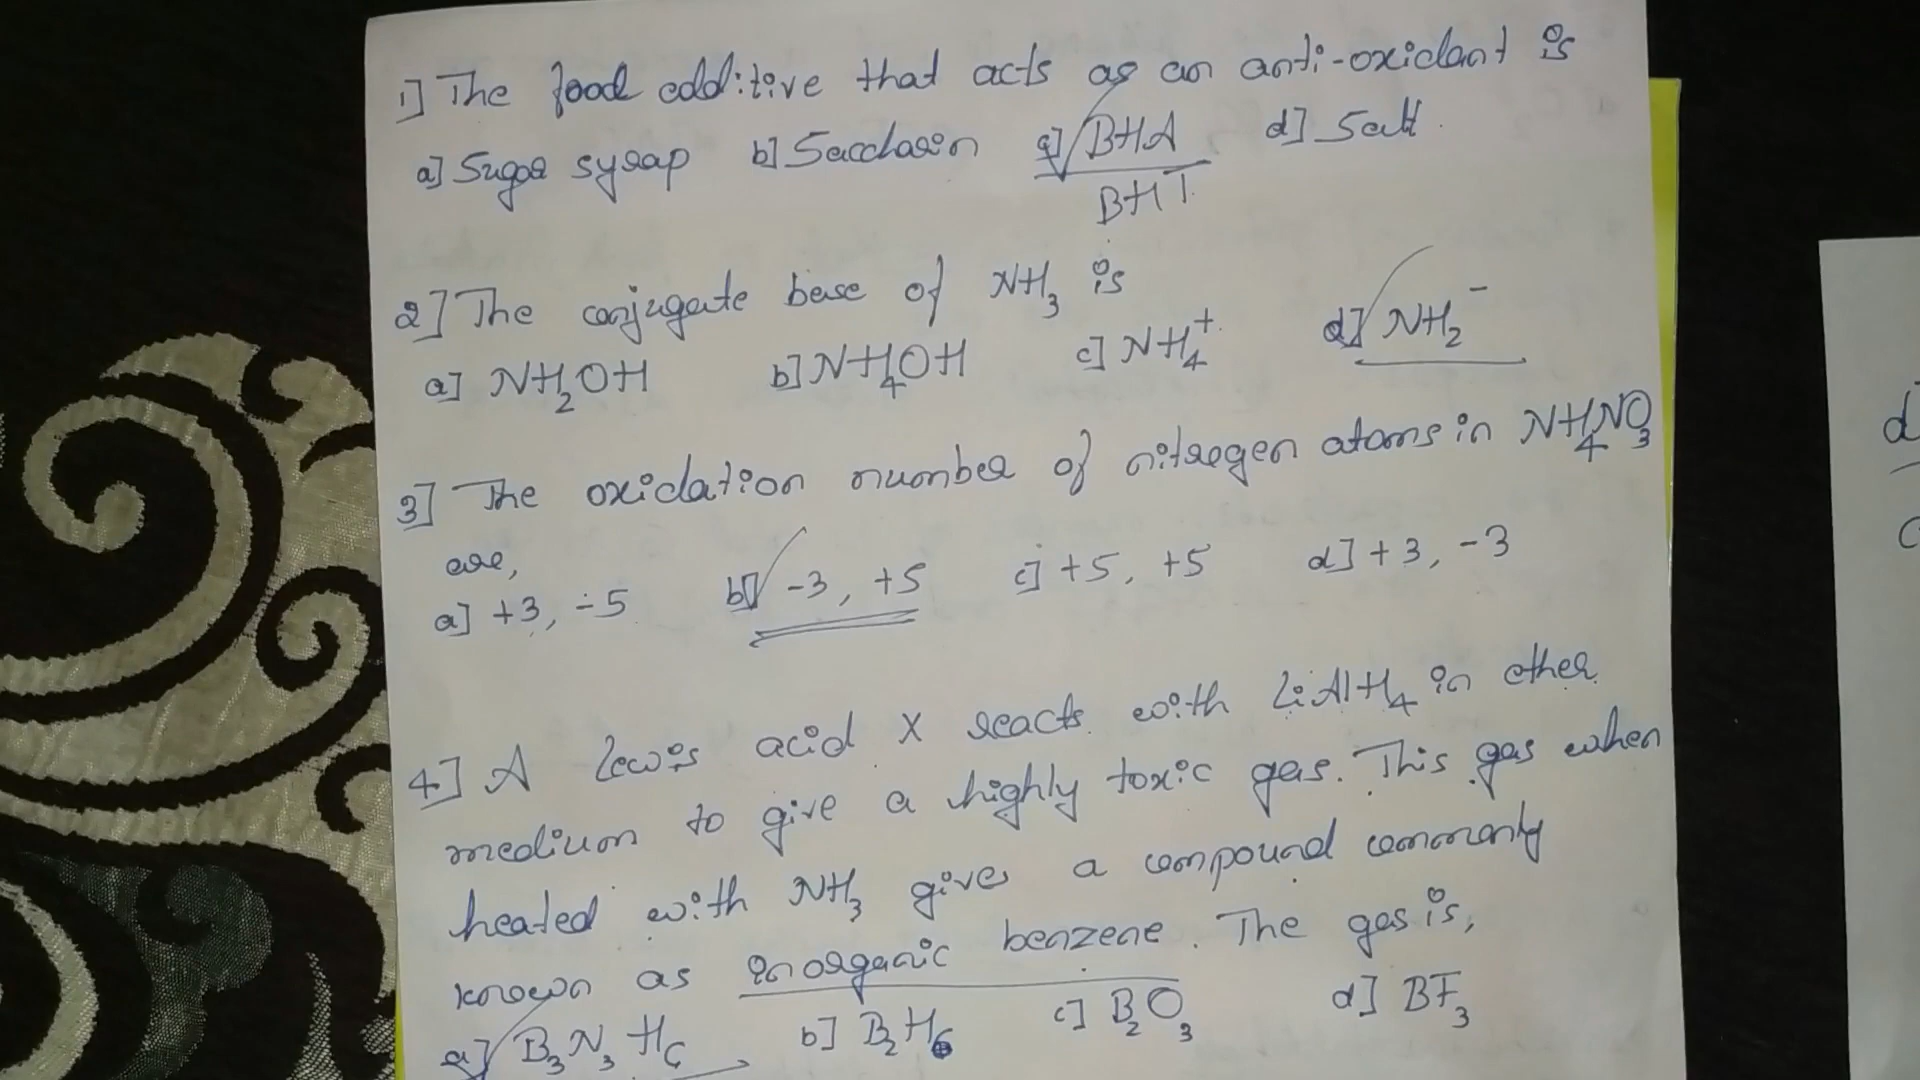 1] The food additive that acts as an anti-oxidant is
a] Sugar syrap b] Saccharin c] BHA d] Salt.
BHT.
2] The conjugate base of NH₃ is
a] NH₂OH b] NH₄OH c] NH₄⁺ d] NH₂⁻
3] The oxidation number of nitrogen atoms in NH₄NO₃
are,
a] +3, -5 b] -3, +5 c] +5, +5 d] +3, -3
4] A Lewis acid X reacts with LiAlH₄ in ether
medium to give a highly toxic gas. This gas when
heated with NH₃ gives a compound commonly
known as inorganic benzene. The gas is,
a] B₃N₃H₆ b] B₂H₆ c] B₂O₃ d] BF₃
d
c